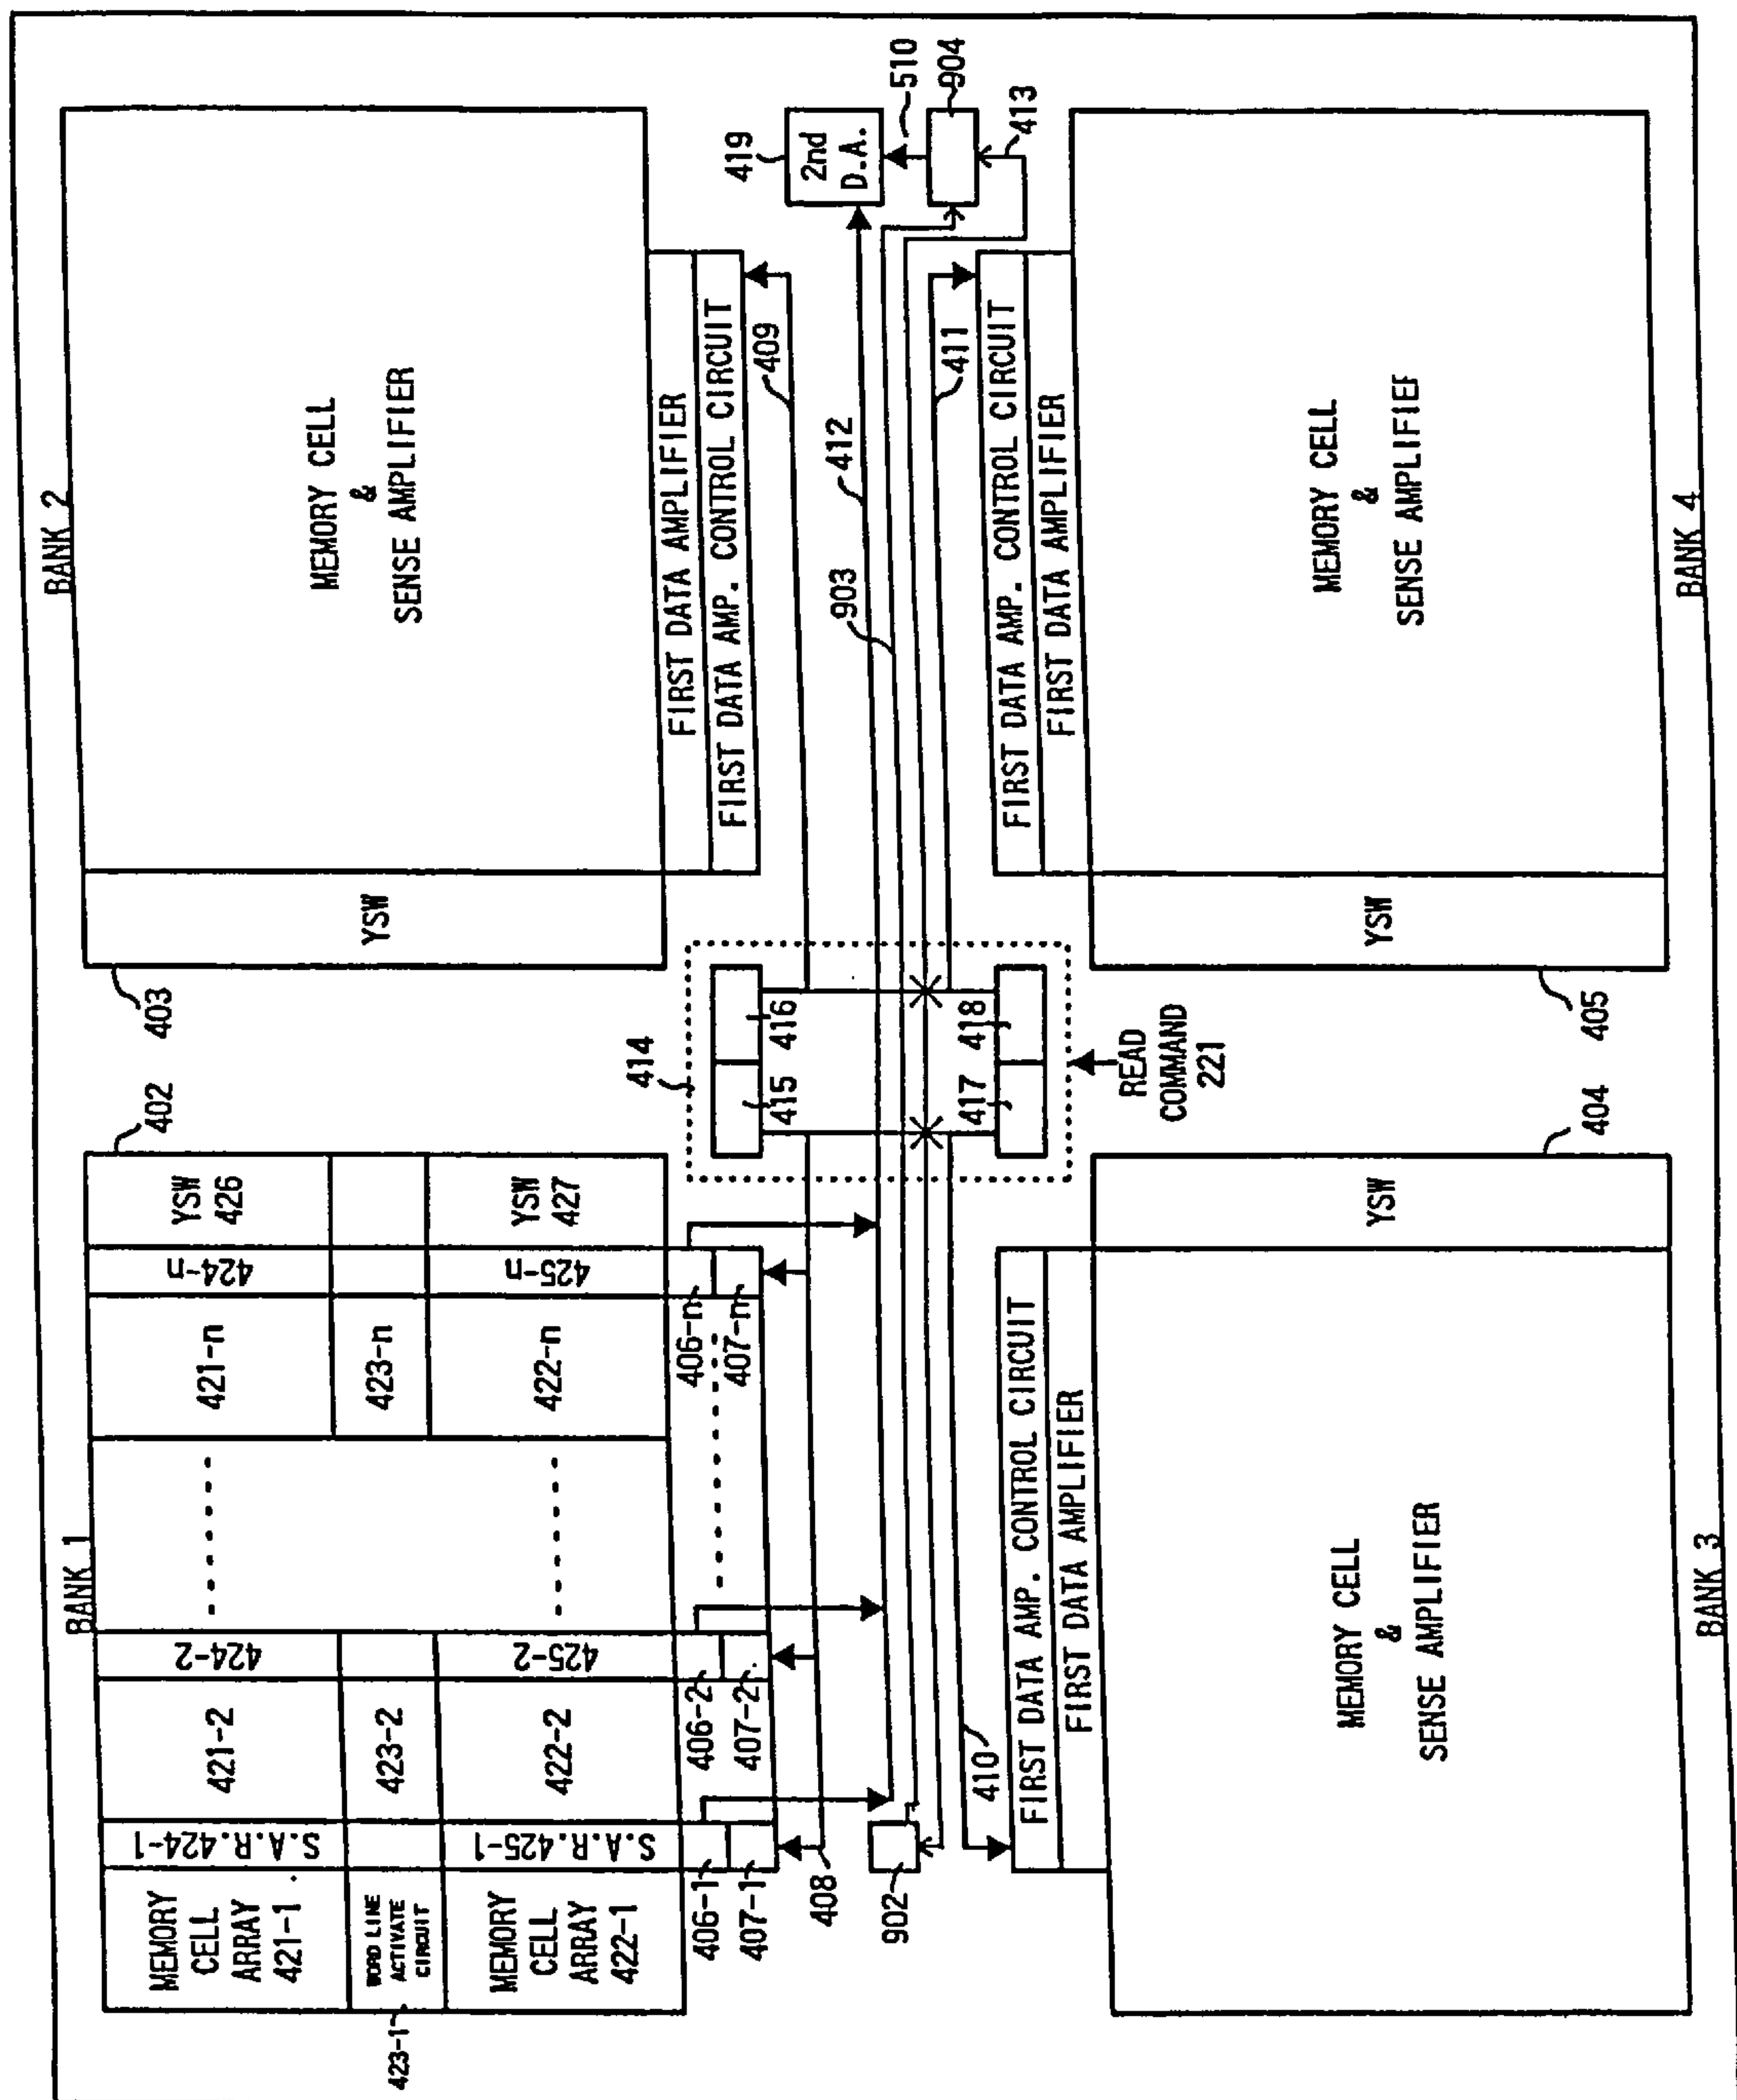 BANK 1
MEMORY
CELL
ARRAY
421-1
S.A.R.424-1
421-2
424-2
421-n
424-n
YSW
426
402
423-1
WORD LINE
ACTIVATE
CIRCUIT
423-2
423-n
MEMORY
CELL
ARRAY
422-1
S.A.R.425-1
422-2
425-2
422-n
425-n
YSW
427
406-1
407-1
406-2
407-2
406-n
407-n
408
BANK 2
403
YSW
MEMORY CELL
&
SENSE AMPLIFIER
FIRST DATA AMPLIFIER
FIRST DATA AMP. CONTROL CIRCUIT
409
414
415
416
417
418
READ
COMMAND
221
412
903
411
419
2nd
D.A.
510
904
413
902
410
FIRST DATA AMP. CONTROL CIRCUIT
FIRST DATA AMPLIFIER
MEMORY CELL
&
SENSE AMPLIFIER
YSW
404
BANK 3
FIRST DATA AMP. CONTROL CIRCUIT
FIRST DATA AMPLIFIER
YSW
MEMORY CELL
&
SENSE AMPLIFIER
405
BANK 4